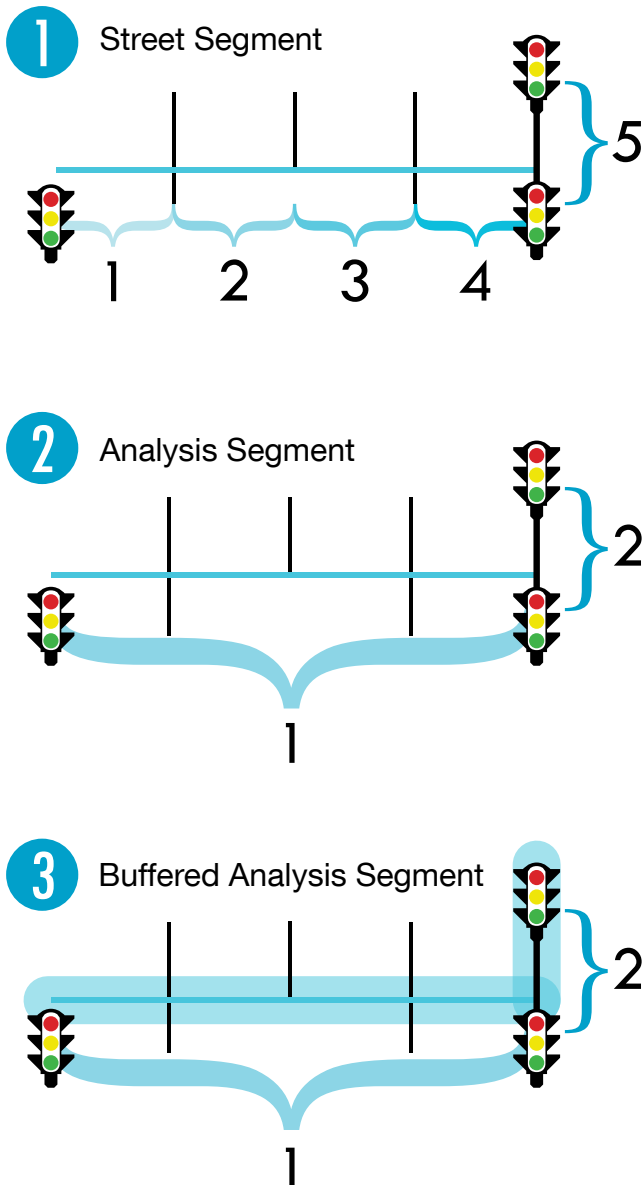 1 Street Segment
5
1 2 3 4
2 Analysis Segment
2
1
3 Buffered Analysis Segment
2
1